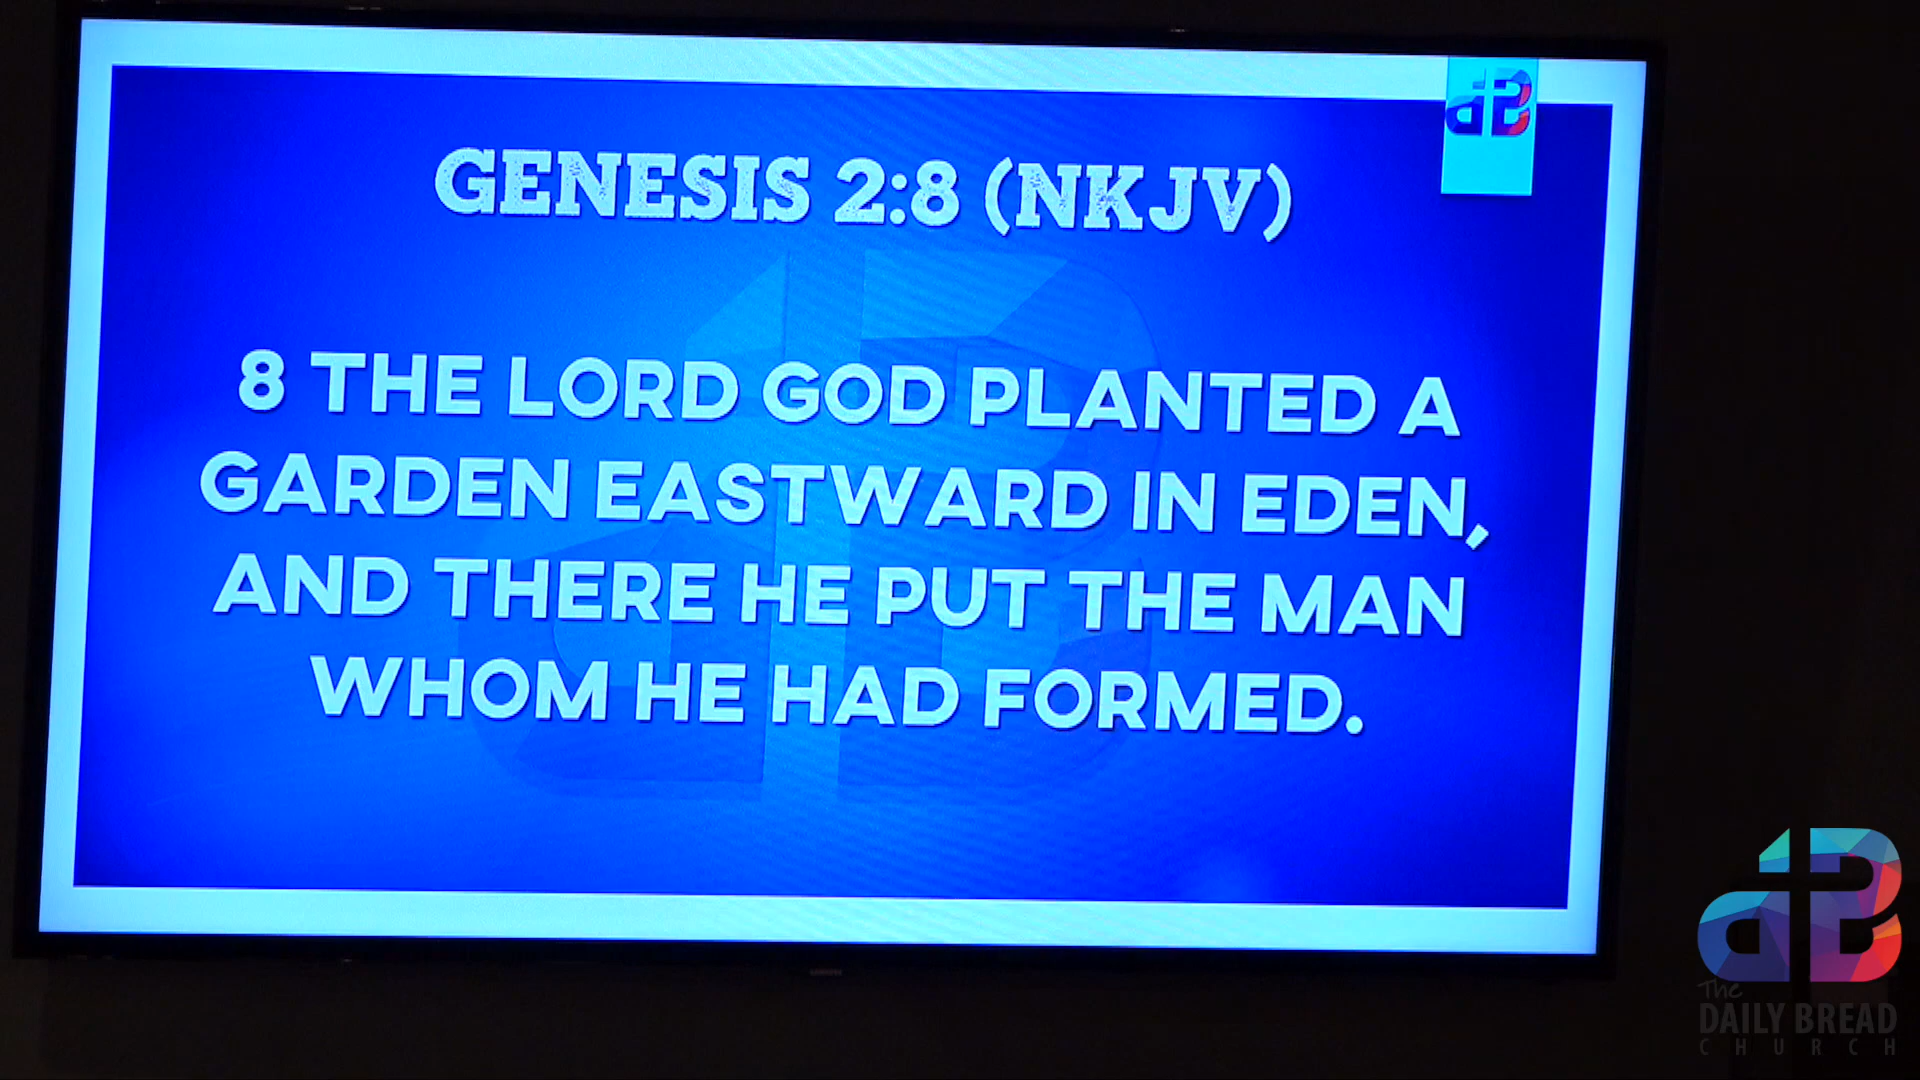 GENESIS 2:8 (NKJV)
8 THE LORD GOD PLANTED A
GARDEN EASTWARD IN EDEN,
AND THERE HE PUT THE MAN
WHOM HE HAD FORMED.
The
DAILY BREAD
CHURCH